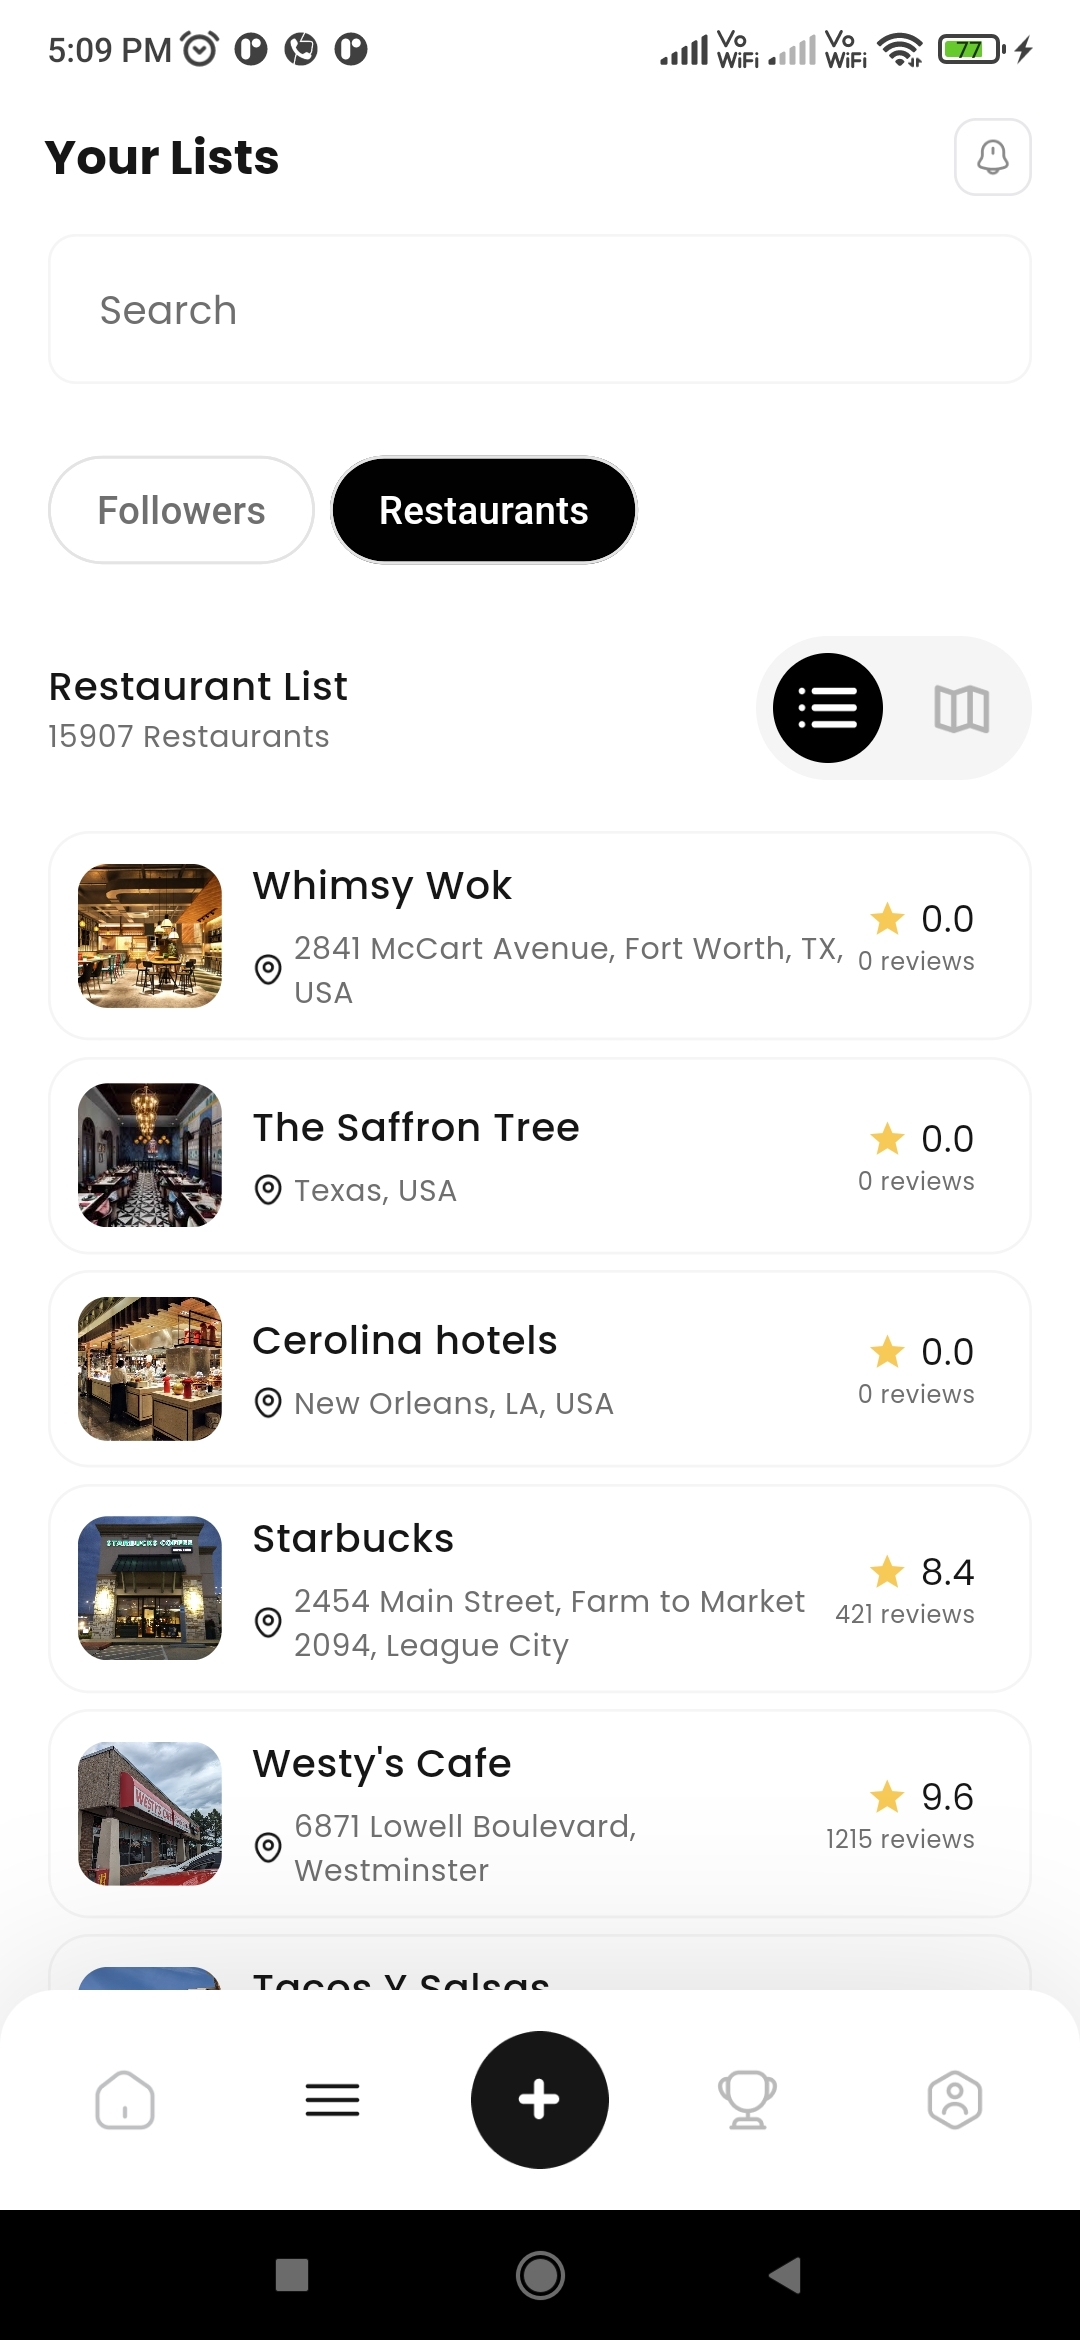 5:09 PM
Vo WiFi
Vo WiFi
77
Your Lists
Search
Followers
Restaurants
Restaurant List
15907 Restaurants
Whimsy Wok
2841 McCart Avenue, Fort Worth, TX,
USA
0.0
0 reviews
The Saffron Tree
Texas, USA
0.0
0 reviews
Cerolina hotels
New Orleans, LA, USA
0.0
0 reviews
STARBUCKS COFFEE
Starbucks
2454 Main Street, Farm to Market
2094, League City
8.4
421 reviews
WESTY'S
Westy's Cafe
6871 Lowell Boulevard,
Westminster
9.6
1215 reviews
Tacos Y Salsas